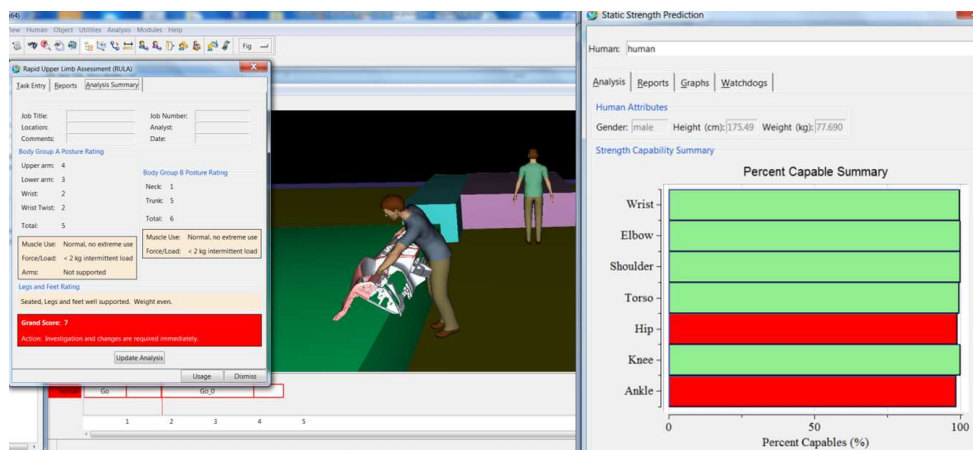 x64)
View Human Object Utilities Analysis Modules Help
Fig
Rapid Upper Limb Assessment (RULA)
X
Task Entry Reports Analysis Summary
Job Title: Job Number:
Location: Analyst:
Comments: Date:
Body Group A Posture Rating
Upper arm: 4
Lower arm: 3
Wrist: 2
Wrist Twist: 2
Total: 5
Body Group B Posture Rating
Neck: 1
Trunk: 5
Total: 6
Muscle Use: Normal, no extreme use
Force/Load: < 2 kg intermittent load
Arms: Not supported
Muscle Use: Normal, no extreme use
Force/Load: < 2 kg intermittent load
Legs and Feet Rating
Seated, Legs and feet well supported. Weight even.
Grand Score: 7
Action: Investigation and changes are required immediately.
Update Analysis
Usage Dismiss
Go Go_0
1 2 3 4 5
Static Strength Prediction
Human: human
Analysis Reports Graphs Watchdogs
Human Attributes
Gender: male Height (cm): 175.49 Weight (kg): 77.690
Strength Capability Summary
Percent Capable Summary
Wrist
Elbow
Shoulder
Torso
Hip
Knee
Ankle
0 50 100
Percent Capables (%)